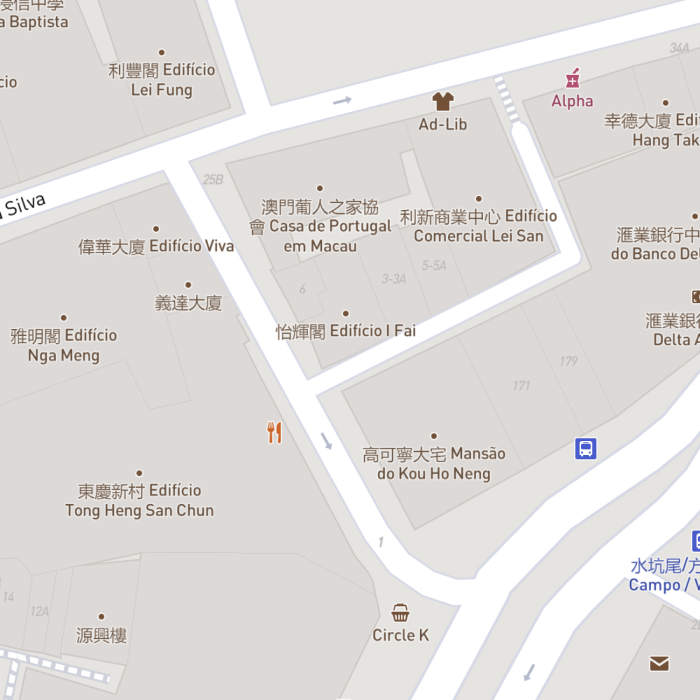 a Baptista
利豐閣 Edifício
Lei Fung
34A
Alpha
Ad-Lib
幸德大廈
Hang Tak
25B
Silva
澳門葡人之家協
會 Casa de Portugal
em Macau
利新商業中心 Edifício
Comercial Lei San
偉華大廈 Edifício Viva
滙業銀行中
do Banco Del
5-5A
3-3A
6
義達大廈
怡輝閣 Edifício I Fai
雅明閣 Edifício
Nga Meng
滙業銀行
Delta A
179
171
高可寧大宅 Mansão
do Kou Ho Neng
東慶新村 Edifício
Tong Heng San Chun
1
水坑尾/方
Campo / V
14
12A
源興樓
Circle K